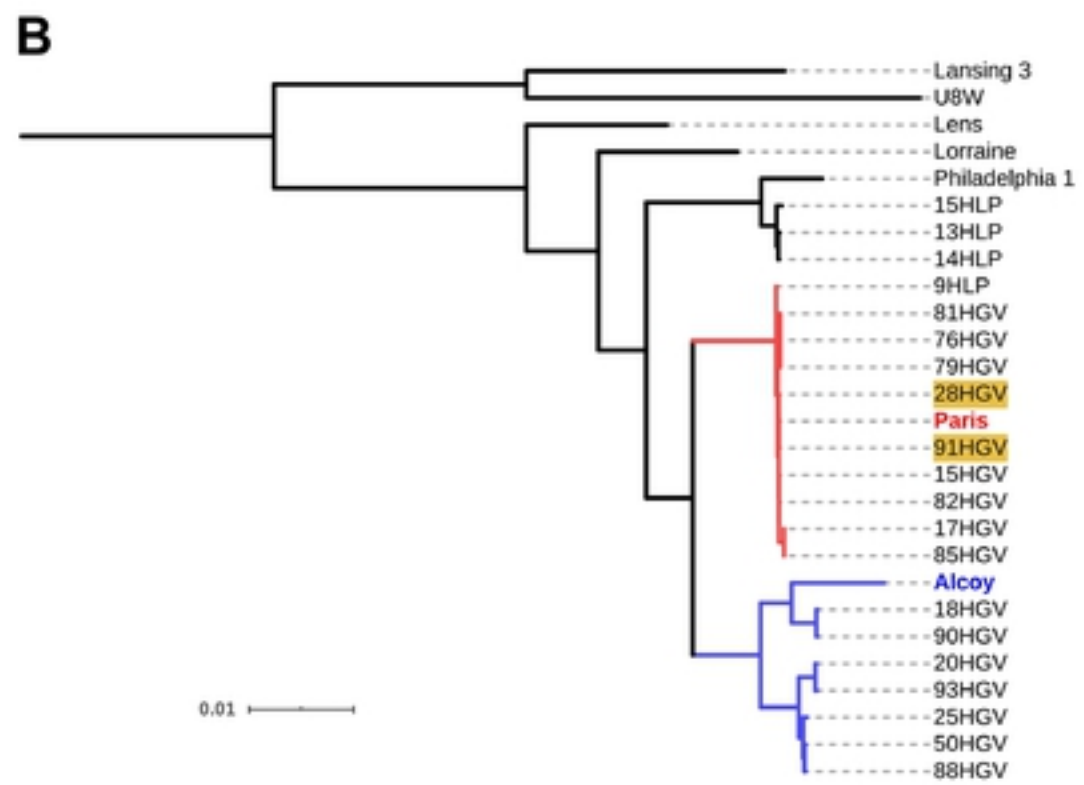 B
Lansing 3
U8W
Lens
Lorraine
Philadelphia 1
15HLP
13HLP
14HLP
9HLP
81HGV
76HGV
79HGV
28HGV
Paris
91HGV
15HGV
82HGV
17HGV
85HGV
Alcoy
18HGV
90HGV
20HGV
93HGV
0.01
25HGV
50HGV
88HGV